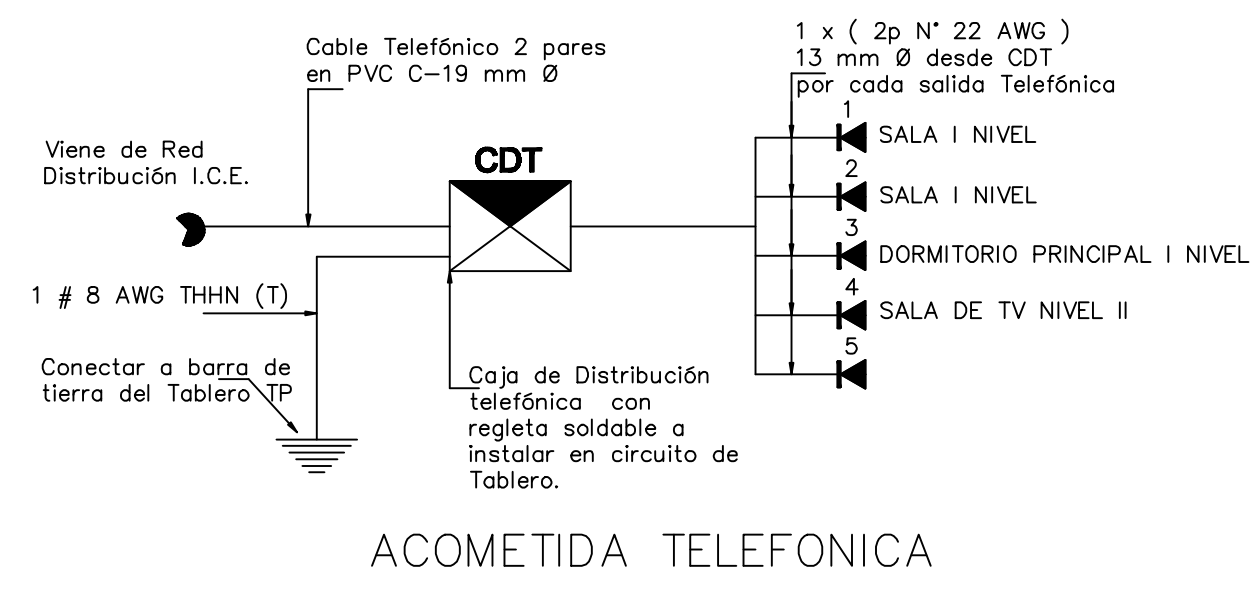 Cable Telefónico 2 pares
en PVC C-19 mm Ø
1 x ( 2p N° 22 AWG )
13 mm Ø desde CDT
por cada salida Telefónica
Viene de Red
Distribución I.C.E.
CDT
1
SALA I NIVEL
2
SALA I NIVEL
3
DORMITORIO PRINCIPAL I NIVEL
4
SALA DE TV NIVEL II
5
1 # 8 AWG THHN (T)
Conectar a barra de
tierra del Tablero TP
Caja de Distribución
telefónica con
regleta soldable a
instalar en circuito de
Tablero.
ACOMETIDA TELEFONICA